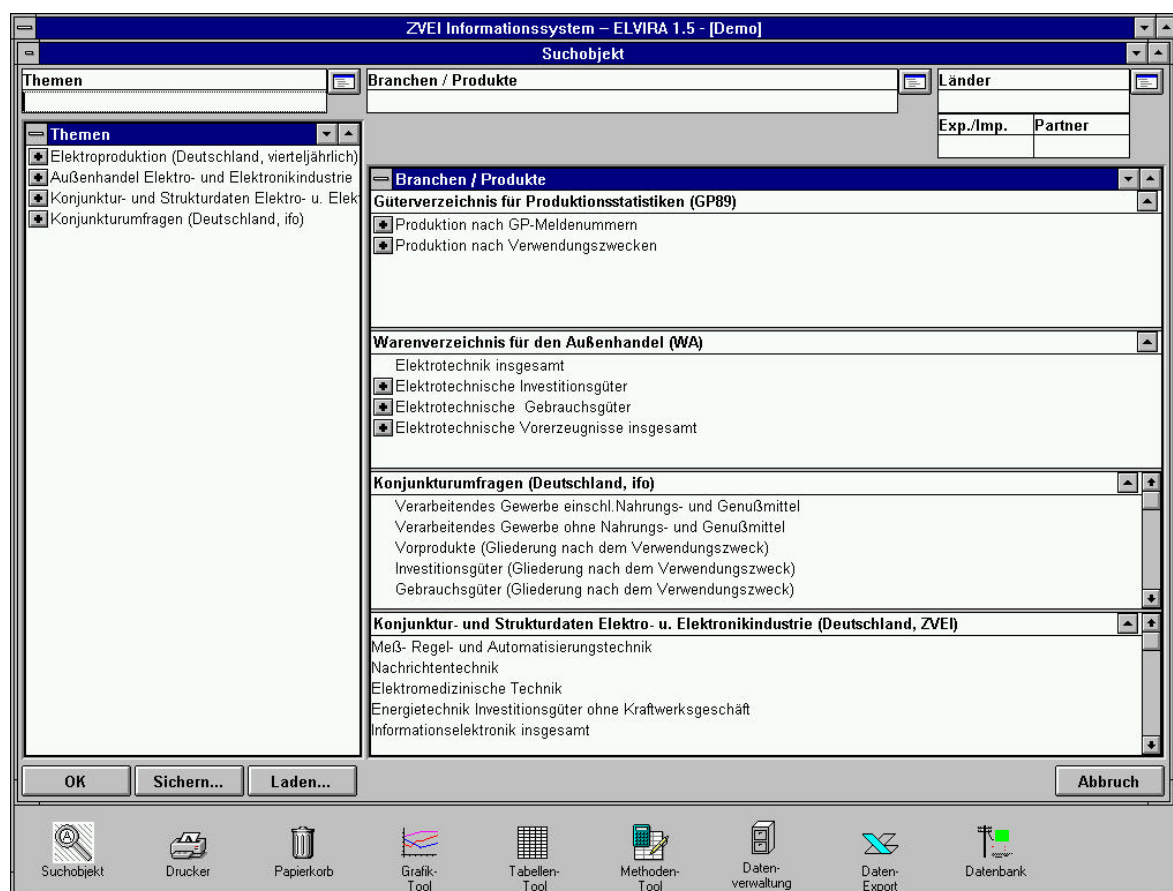 ZVEI Informationssystem – ELVIRA 1.5 - [Demo]
Suchobjekt
Themen
Branchen / Produkte
Länder
Exp./Imp. Partner
Themen
Elektroproduktion (Deutschland, vierteljährlich)
Außenhandel Elektro- und Elektronikindustrie
Konjunktur- und Strukturdaten Elektro- u. Elekt
Konjunkturumfragen (Deutschland, ifo)
Branchen / Produkte
Güterverzeichnis für Produktionsstatistiken (GP89)
Produktion nach GP-Meldenummern
Produktion nach Verwendungszwecken
Warenverzeichnis für den Außenhandel (WA)
Elektrotechnik insgesamt
Elektrotechnische Investitionsgüter
Elektrotechnische Gebrauchsgüter
Elektrotechnische Vorerzeugnisse insgesamt
Konjunkturumfragen (Deutschland, ifo)
Verarbeitendes Gewerbe einschl.Nahrungs- und Genußmittel
Verarbeitendes Gewerbe ohne Nahrungs- und Genußmittel
Vorprodukte (Gliederung nach dem Verwendungszweck)
Investitionsgüter (Gliederung nach dem Verwendungszweck)
Gebrauchsgüter (Gliederung nach dem Verwendungszweck)
Konjunktur- und Strukturdaten Elektro- u. Elektronikindustrie (Deutschland, ZVEI)
Meß- Regel- und Automatisierungstechnik
Nachrichtentechnik
Elektromedizinische Technik
Energietechnik Investitionsgüter ohne Kraftwerksgeschäft
Informationselektronik insgesamt
OK Sichern... Laden... Abbruch
Suchobjekt
Drucker
Papierkorb
Grafik-
Tool
Tabellen-
Tool
Methoden-
Tool
Daten-
verwaltung
Daten-
Export
Datenbank